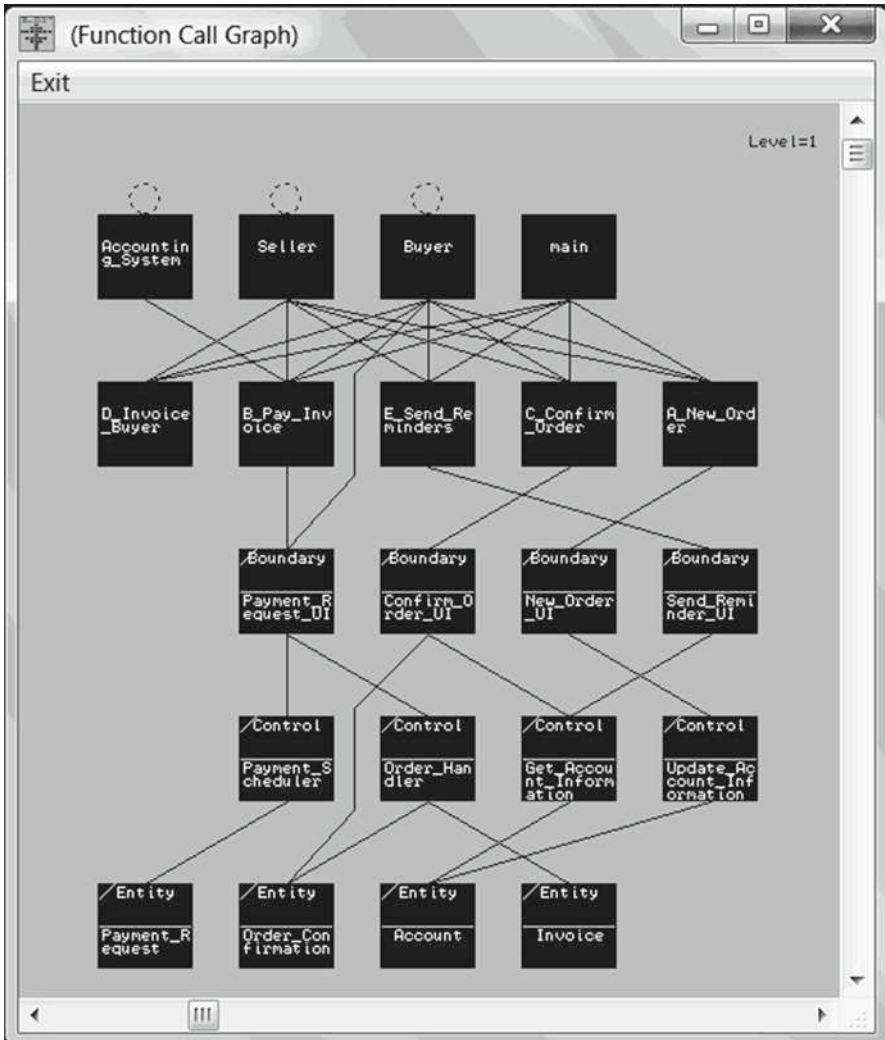 (Function Call Graph)
Exit
Level=1
Accountin
g_System
Seller
Buyer
main
D_Invoice
_Buyer
B_Pay_Inv
oice
E_Send_Re
minders
C_Confirm
_Order
A_New_Ord
er
Boundary
Payment_R
equest_UI
Boundary
Confirm_O
rder_UI
Boundary
New_Order
_UI
Boundary
Send_Remi
nder_UI
Control
Payment_S
cheduler
Control
Order_Han
dler
Control
Get_Accou
nt_Inform
ation
Control
Update_Ac
count_Inf
ormation
Entity
Payment_R
equest
Entity
Order_Con
firmation
Entity
Account
Entity
Invoice